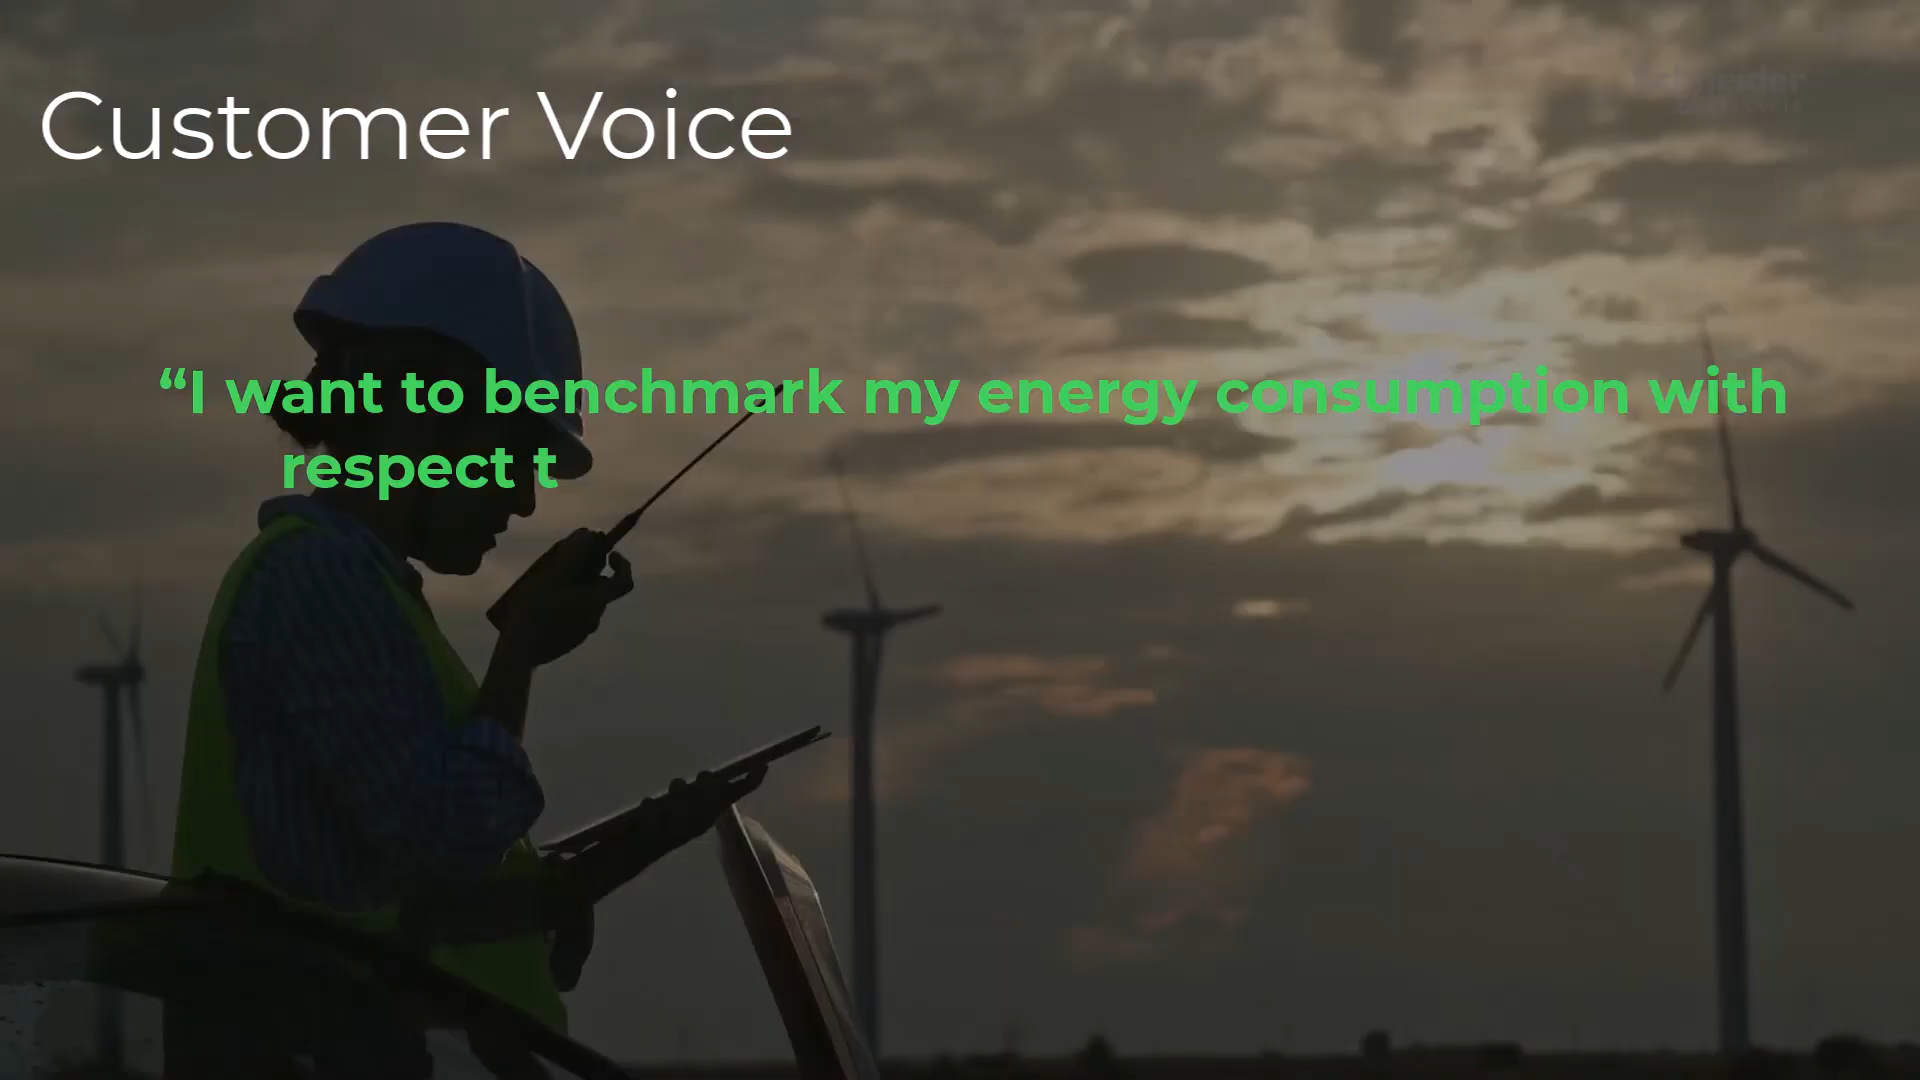 Customer Voice
“I want to benchmark my energy consumption with
respect t